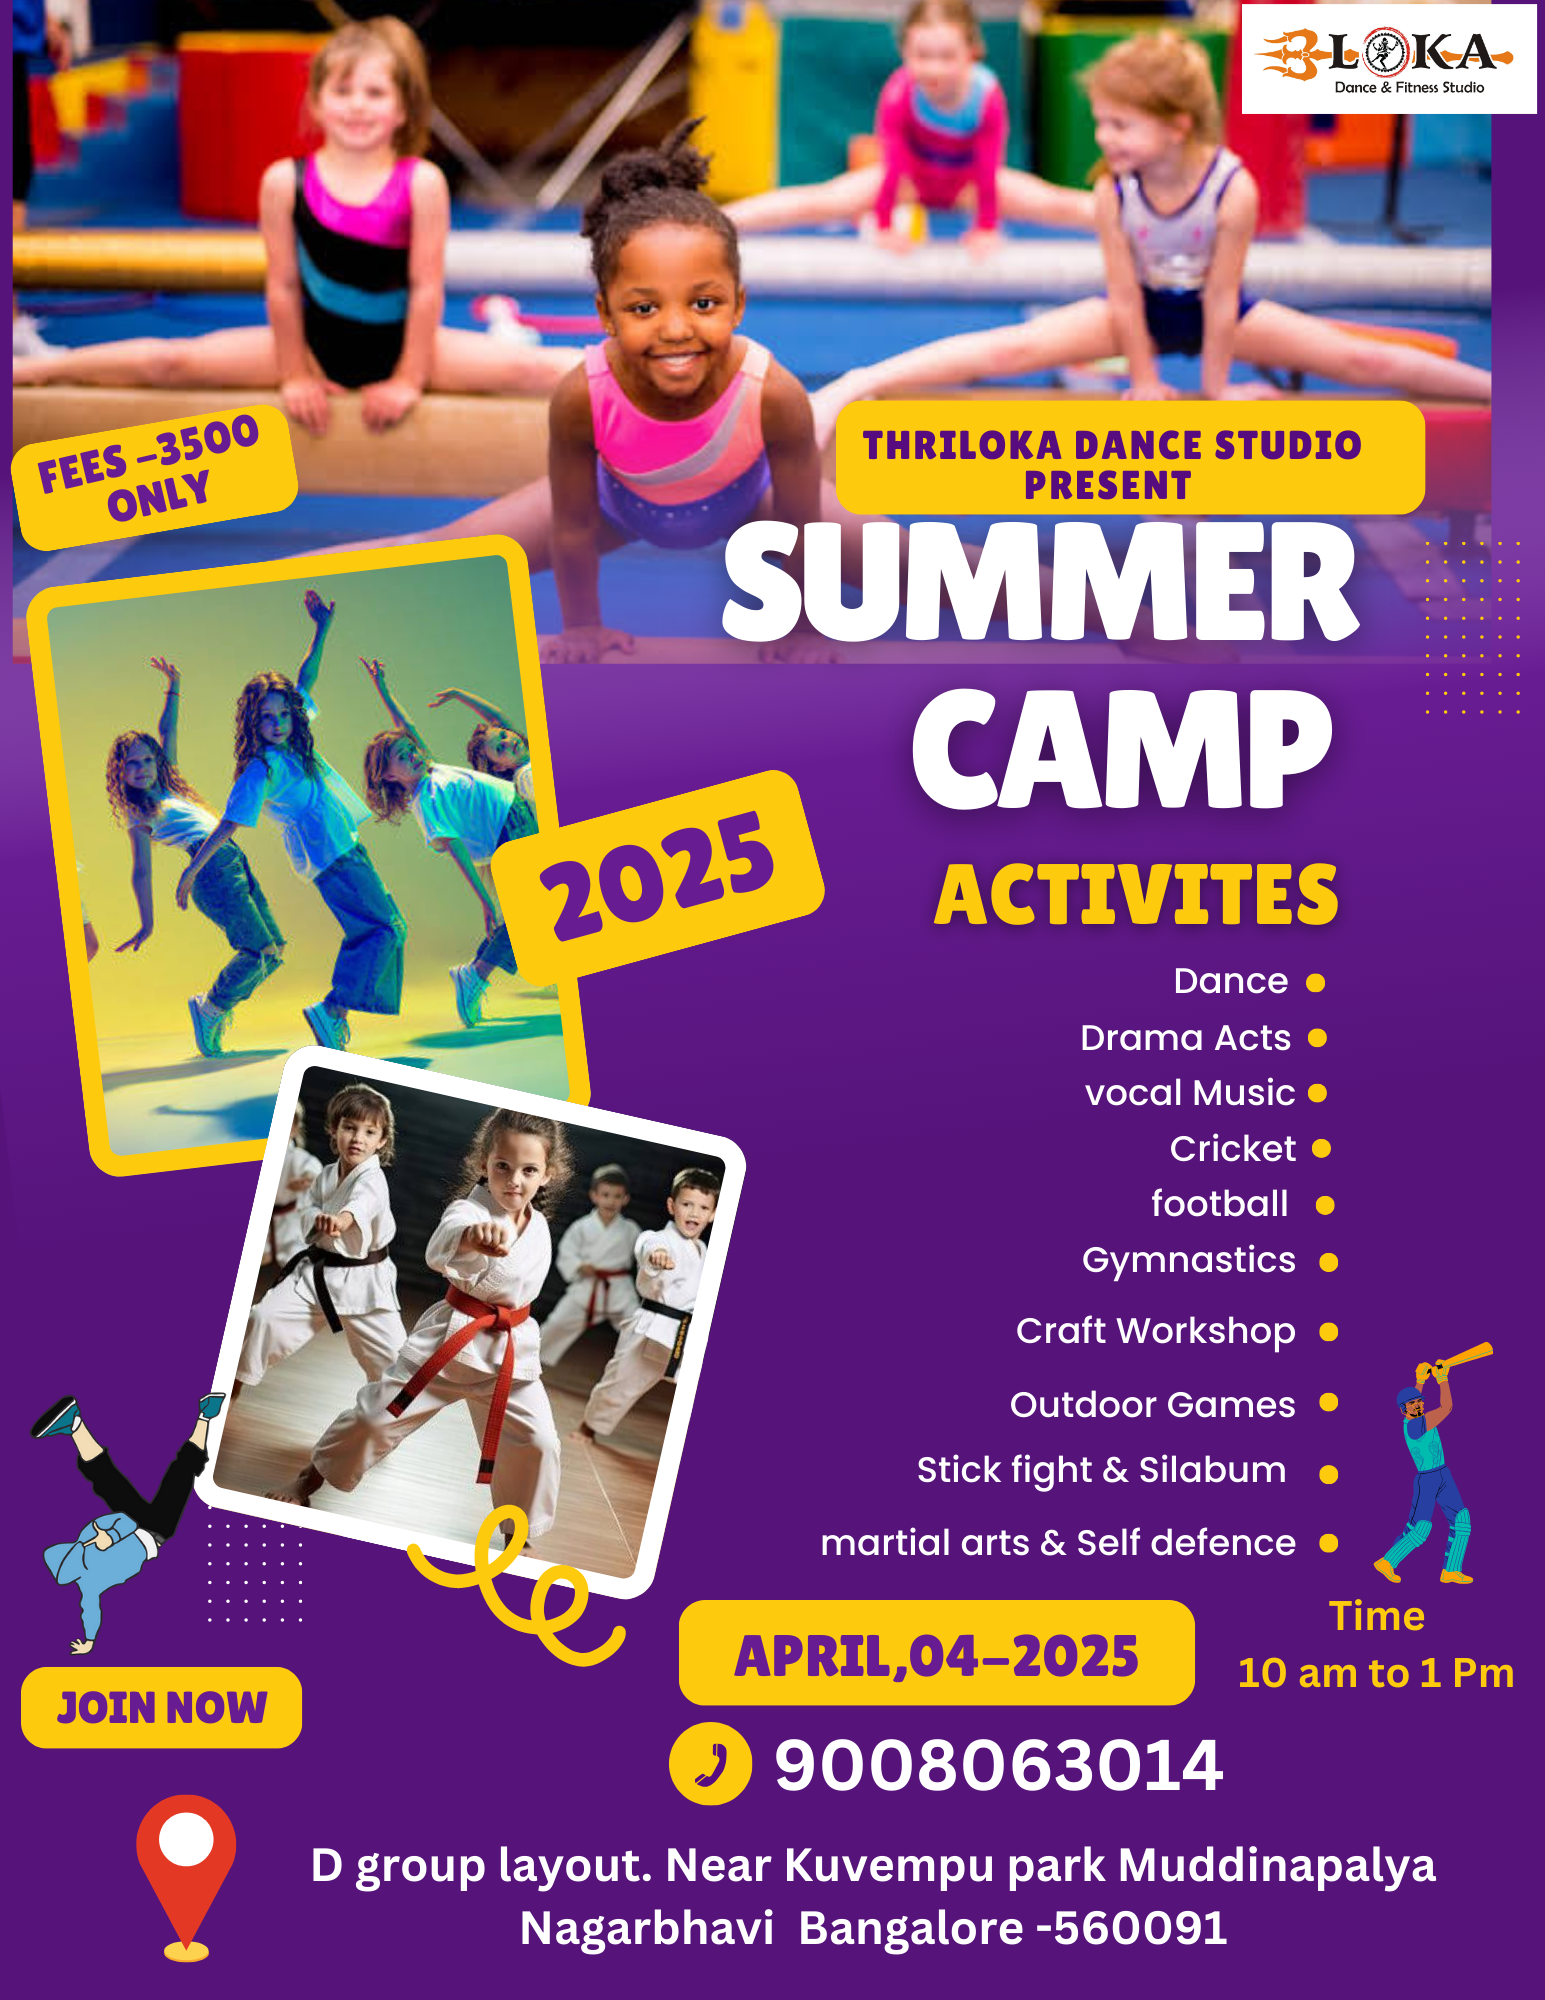 3LOKA
Dance & Fitness Studio
FEES -3500
ONLY
THRILOKA DANCE STUDIO
PRESENT
SUMMER
CAMP
2025
ACTIVITES
Dance
Drama Acts
vocal Music
Cricket
football
Gymnastics
Craft Workshop
Outdoor Games
Stick fight & Silabum
martial arts & Self defence
APRIL,04-2025
Time
10 am to 1 Pm
JOIN NOW
9008063014
D group layout. Near Kuvempu park Muddinapalya
Nagarbhavi Bangalore -560091